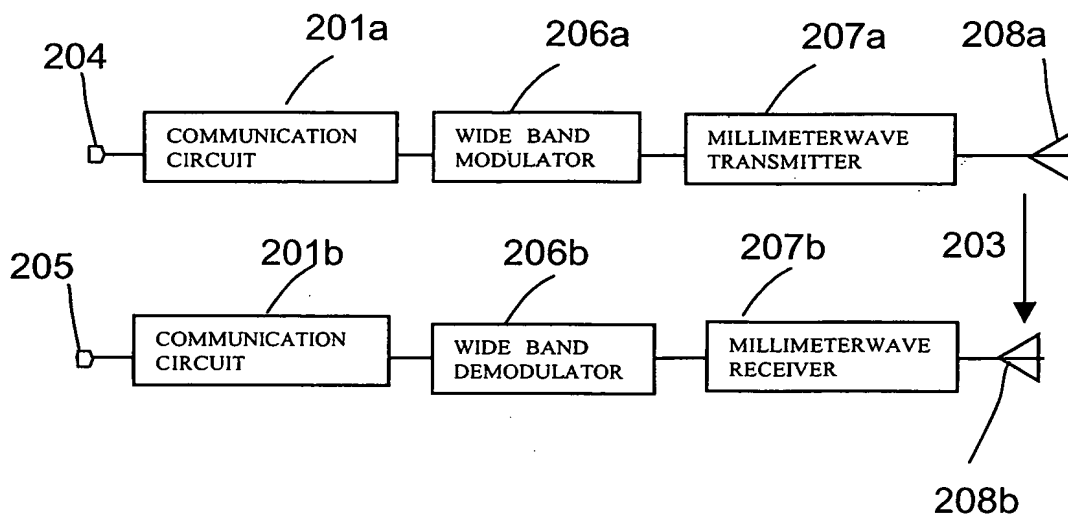 204
201a
206a
207a
208a
COMMUNICATION
CIRCUIT
WIDE BAND
MODULATOR
MILLIMETERWAVE
TRANSMITTER
205
201b
206b
207b
203
COMMUNICATION
CIRCUIT
WIDE BAND
DEMODULATOR
MILLIMETERWAVE
RECEIVER
208b